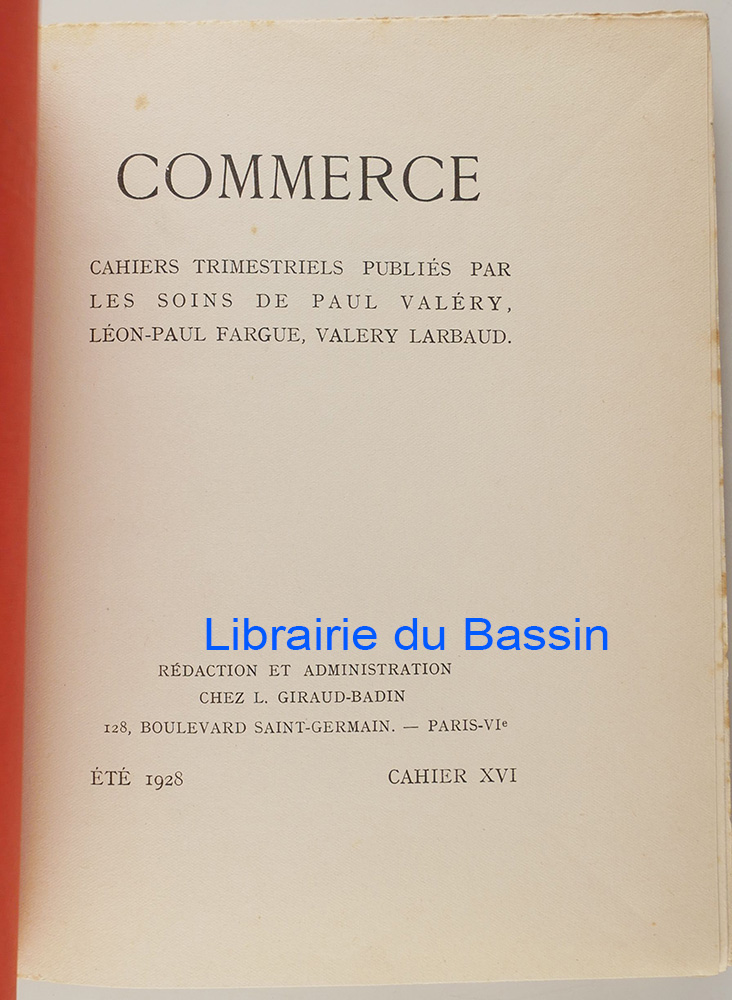 COMMERCE
CAHIERS TRIMESTRIELS PUBLIÉS PAR
LES SOINS DE PAUL VALÉRY,
LÉON-PAUL FARGUE, VALERY LARBAUD.
Librairie du Bassin
RÉDACTION ET ADMINISTRATION
CHEZ L. GIRAUD-BADIN
128, BOULEVARD SAINT-GERMAIN. — PARIS-VIe
ÉTÉ 1928 CAHIER XVI